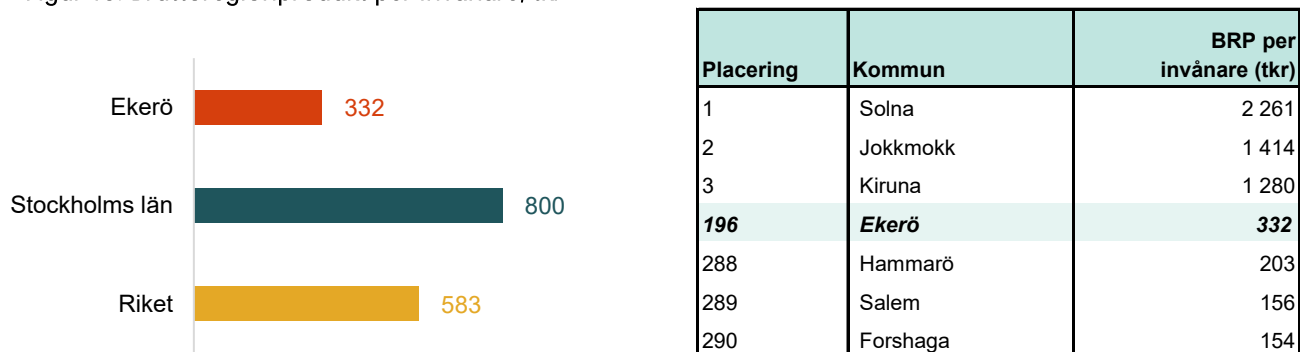 Ekerö 332
Stockholms län 800
Riket 583
Placering Kommun BRP per invånare (tkr)
1 Solna 2 261
2 Jokkmokk 1 414
3 Kiruna 1 280
196 Ekerö 332
288 Hammarö 203
289 Salem 156
290 Forshaga 154